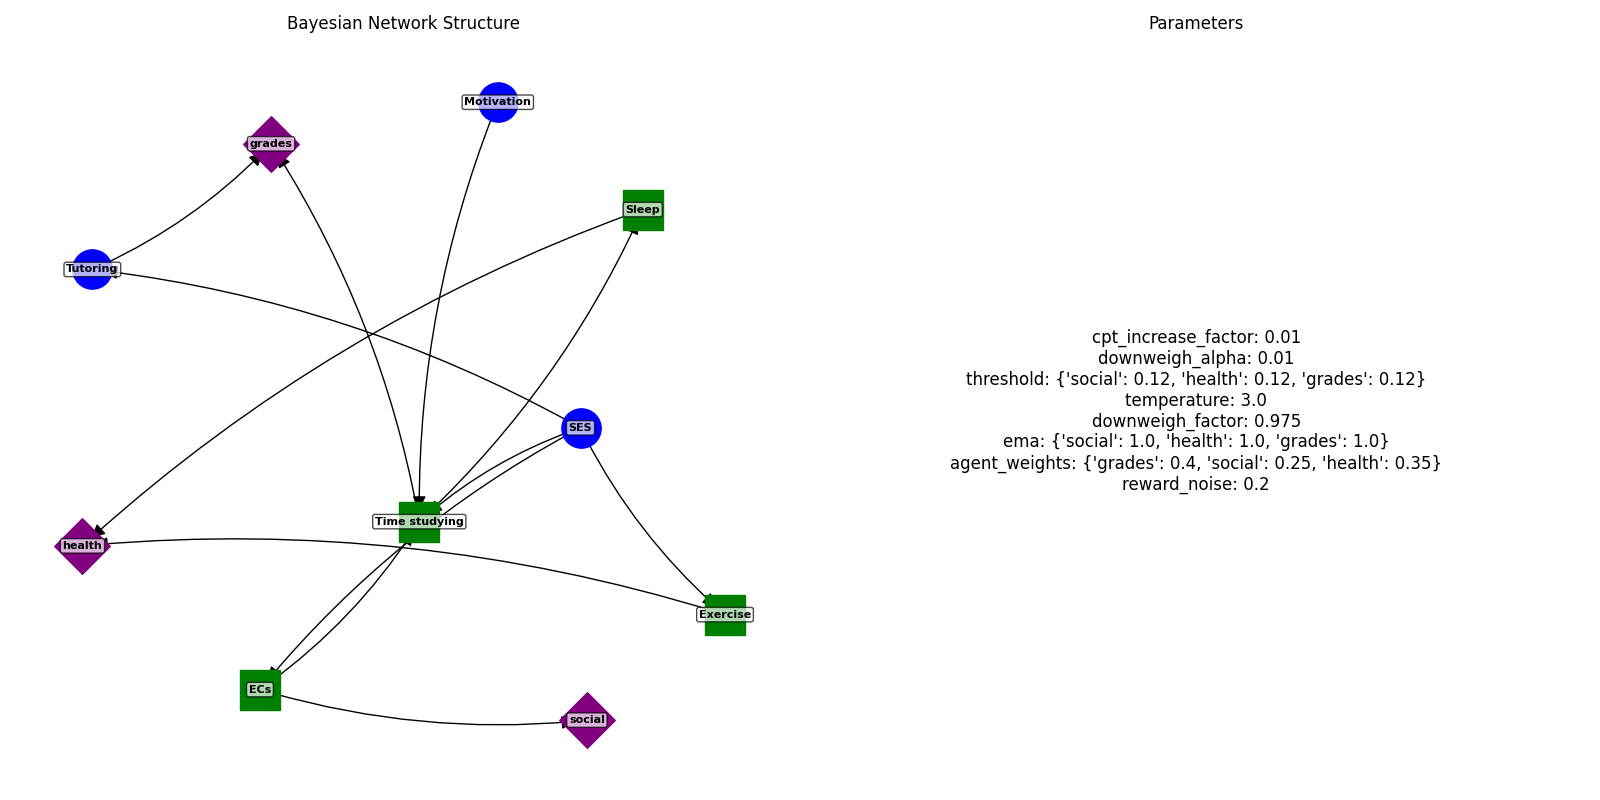 Bayesian Network Structure
Parameters
Motivation
grades
Sleep
Tutoring
SES
Time studying
health
Exercise
ECs
social
cpt_increase_factor: 0.01
downweigh_alpha: 0.01
threshold: {'social': 0.12, 'health': 0.12, 'grades': 0.12}
temperature: 3.0
downweigh_factor: 0.975
ema: {'social': 1.0, 'health': 1.0, 'grades': 1.0}
agent_weights: {'grades': 0.4, 'social': 0.25, 'health': 0.35}
reward_noise: 0.2